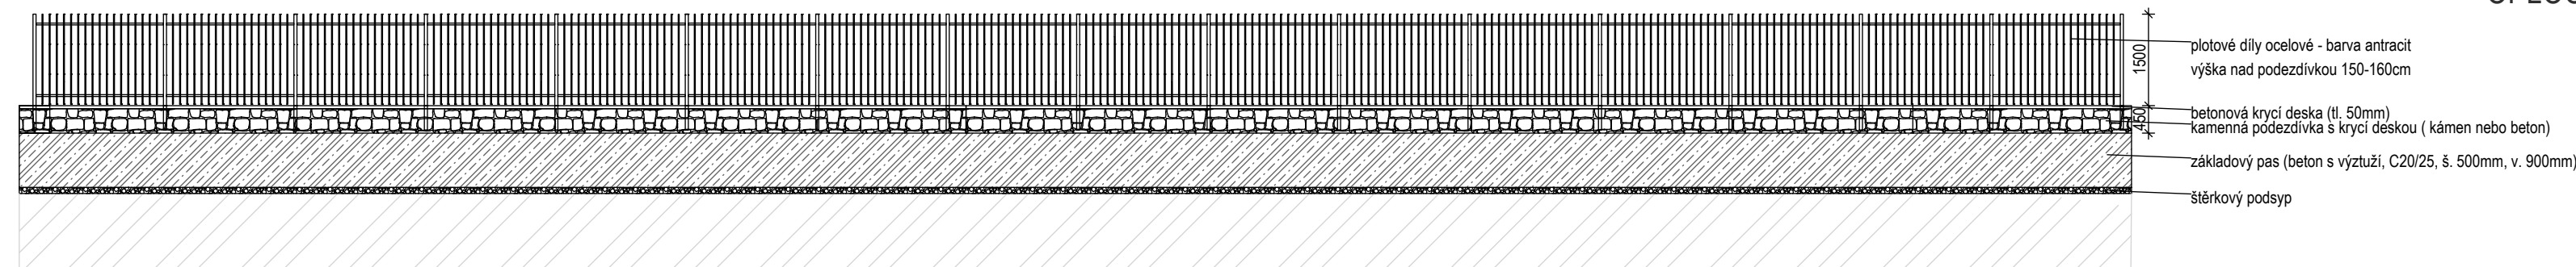 plotové díly ocelové - barva antracit
výška nad podezdívkou 150-160cm
1500
betonová krycí deska (tl. 50mm)
450
kamenná podezdívka s krycí deskou ( kámen nebo beton)
základový pas (beton s výztuží, C20/25, š. 500mm, v. 900mm)
štěrkový podsyp